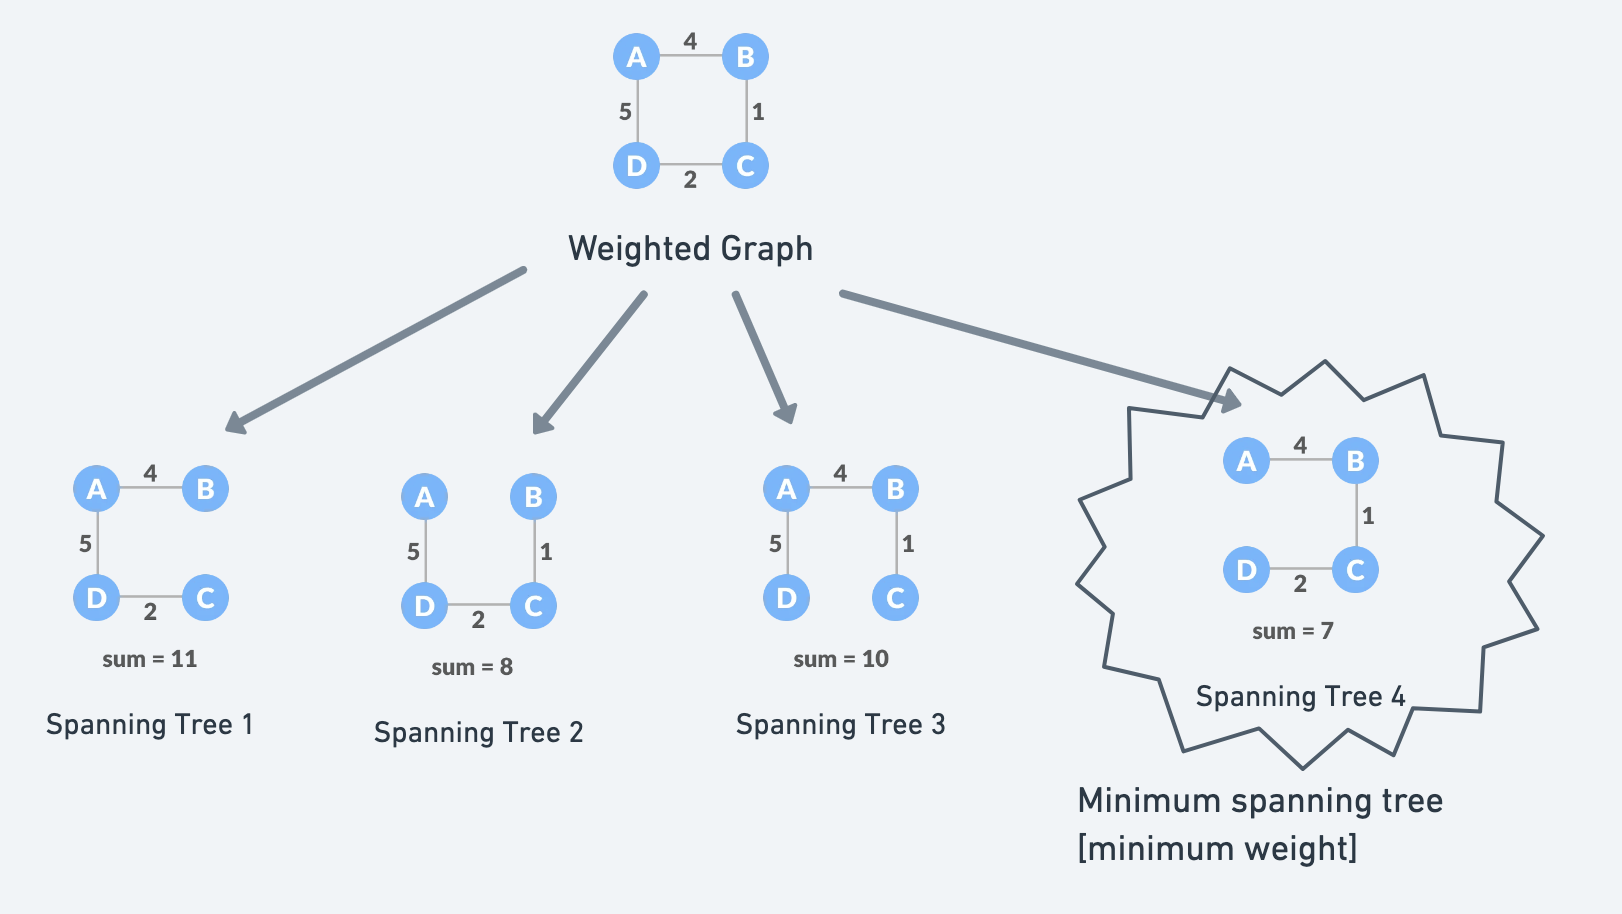 A 4 B
5 1
D 2 C
Weighted Graph
A 4 B
5
D 2 C
sum = 11
Spanning Tree 1
A B
5 1
D 2 C
sum = 8
Spanning Tree 2
A 4 B
5 1
D C
sum = 10
Spanning Tree 3
A 4 B
1
D 2 C
sum = 7
Spanning Tree 4
Minimum spanning tree
[minimum weight]